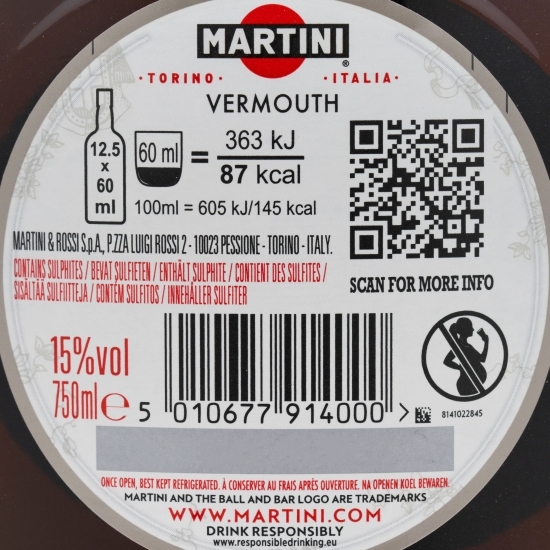 MARTINI
®
· TORINO · · ITALIA ·
VERMOUTH
12.5
x
60
ml
60 ml
=
363 kJ
87 kcal
100ml = 605 kJ/145 kcal
MARTINI & ROSSI S.p.A, P.ZZA LUIGI ROSSI 2 - 10023 PESSIONE - TORINO - ITALY.
CONTAINS SULPHITES / BEVAT SULFIETEN / ENTHÄLT SULPHITE / CONTIENT DES SULFITES /
SISÄLTÄÄ SULFIITTEJA / CONTÉM SULFITOS / INNEHÅLLER SULFITER
SCAN FOR MORE INFO
15%vol
750ml e
5 010677 914000 >
8141022845
ONCE OPEN, BEST KEPT REFRIGERATED. À CONSERVER AU FRAIS APRÈS OUVERTURE. NA OPENEN KOEL BEWAREN.
MARTINI AND THE BALL AND BAR LOGO ARE TRADEMARKS
WWW.MARTINI.COM
DRINK RESPONSIBLY
www.responsibledrinking.eu